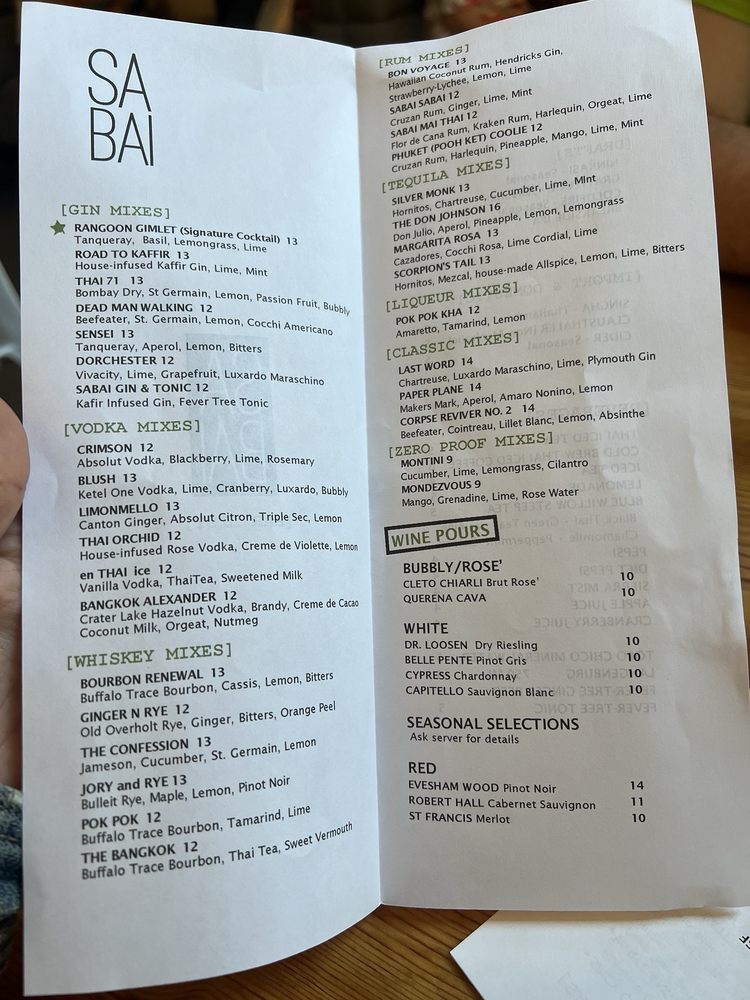 SA
BAI
[GIN MIXES]
RANGOON GIMLET (Signature Cocktail) 13
Tanqueray, Basil, Lemongrass, Lime
ROAD TO KAFFIR 13
House-infused Kaffir Gin, Lime, Mint
THAI 71 13
Bombay Dry, St Germain, Lemon, Passion Fruit, Bubbly
DEAD MAN WALKING 12
Beefeater, St. Germain, Lemon, Cocchi Americano
SENSEI 13
Tanqueray, Aperol, Lemon, Bitters
DORCHESTER 12
Vivacity, Lime, Grapefruit, Luxardo Maraschino
SABAI GIN & TONIC 12
Kafir Infused Gin, Fever Tree Tonic
[VODKA MIXES]
CRIMSON 12
Absolut Vodka, Blackberry, Lime, Rosemary
BLUSH 13
Ketel One Vodka, Lime, Cranberry, Luxardo, Bubbly
LIMONMELLO 13
Canton Ginger, Absolut Citron, Triple Sec, Lemon
THAI ORCHID 12
House-infused Rose Vodka, Creme de Violette, Lemon
en THAI ice 12
Vanilla Vodka, ThaiTea, Sweetened Milk
BANGKOK ALEXANDER 12
Crater Lake Hazelnut Vodka, Brandy, Creme de Cacao
Coconut Milk, Orgeat, Nutmeg
[WHISKEY MIXES]
BOURBON RENEWAL 13
Buffalo Trace Bourbon, Cassis, Lemon, Bitters
GINGER N RYE 12
Old Overholt Rye, Ginger, Bitters, Orange Peel
THE CONFESSION 13
Jameson, Cucumber, St. Germain, Lemon
JORY and RYE 13
Bulleit Rye, Maple, Lemon, Pinot Noir
POK POK 12
Buffalo Trace Bourbon, Tamarind, Lime
THE BANGKOK 12
Buffalo Trace Bourbon, Thai Tea, Sweet Vermouth
[RUM MIXES]
BON VOYAGE 13
Hawaiian Coconut Rum, Hendricks Gin,
Strawberry-Lychee, Lemon, Lime
SABAI SABAI 12
Cruzan Rum, Ginger, Lime, Mint
SABAI MAI THAI 12
Flor de Cana Rum, Kraken Rum, Harlequin, Orgeat, Lime
PHUKET (POOH KET) COOLIE 12
Cruzan Rum, Harlequin, Pineapple, Mango, Lime, Mint
[TEQUILA MIXES]
SILVER MONK 13
Hornitos, Chartreuse, Cucumber, Lime, Mint
THE DON JOHNSON 16
Don Julio, Aperol, Pineapple, Lemon, Lemongrass
MARGARITA ROSA 13
Cazadores, Cocchi Rosa, Lime Cordial, Lime
SCORPION'S TAIL 13
Hornitos, Mezcal, house-made Allspice, Lemon, Lime, Bitters
[LIQUEUR MIXES]
POK POK KHA 12
Amaretto, Tamarind, Lemon
[CLASSIC MIXES]
LAST WORD 14
Chartreuse, Luxardo Maraschino, Lime, Plymouth Gin
PAPER PLANE 14
Makers Mark, Aperol, Amaro Nonino, Lemon
CORPSE REVIVER NO. 2 14
Beefeater, Cointreau, Lillet Blanc, Lemon, Absinthe
[ZERO PROOF MIXES]
MONTINI 9
Cucumber, Lime, Lemongrass, Cilantro
MONDEZVOUS 9
Mango, Grenadine, Lime, Rose Water
WINE POURS
BUBBLY/ROSE'
CLETO CHIARLI Brut Rose' 10
QUERENA CAVA 10
WHITE
DR. LOOSEN Dry Riesling 10
BELLE PENTE Pinot Gris 10
CYPRESS Chardonnay 10
CAPITELLO Sauvignon Blanc 10
SEASONAL SELECTIONS
Ask server for details
RED
EVESHAM WOOD Pinot Noir 14
ROBERT HALL Cabernet Sauvignon 11
ST FRANCIS Merlot 10